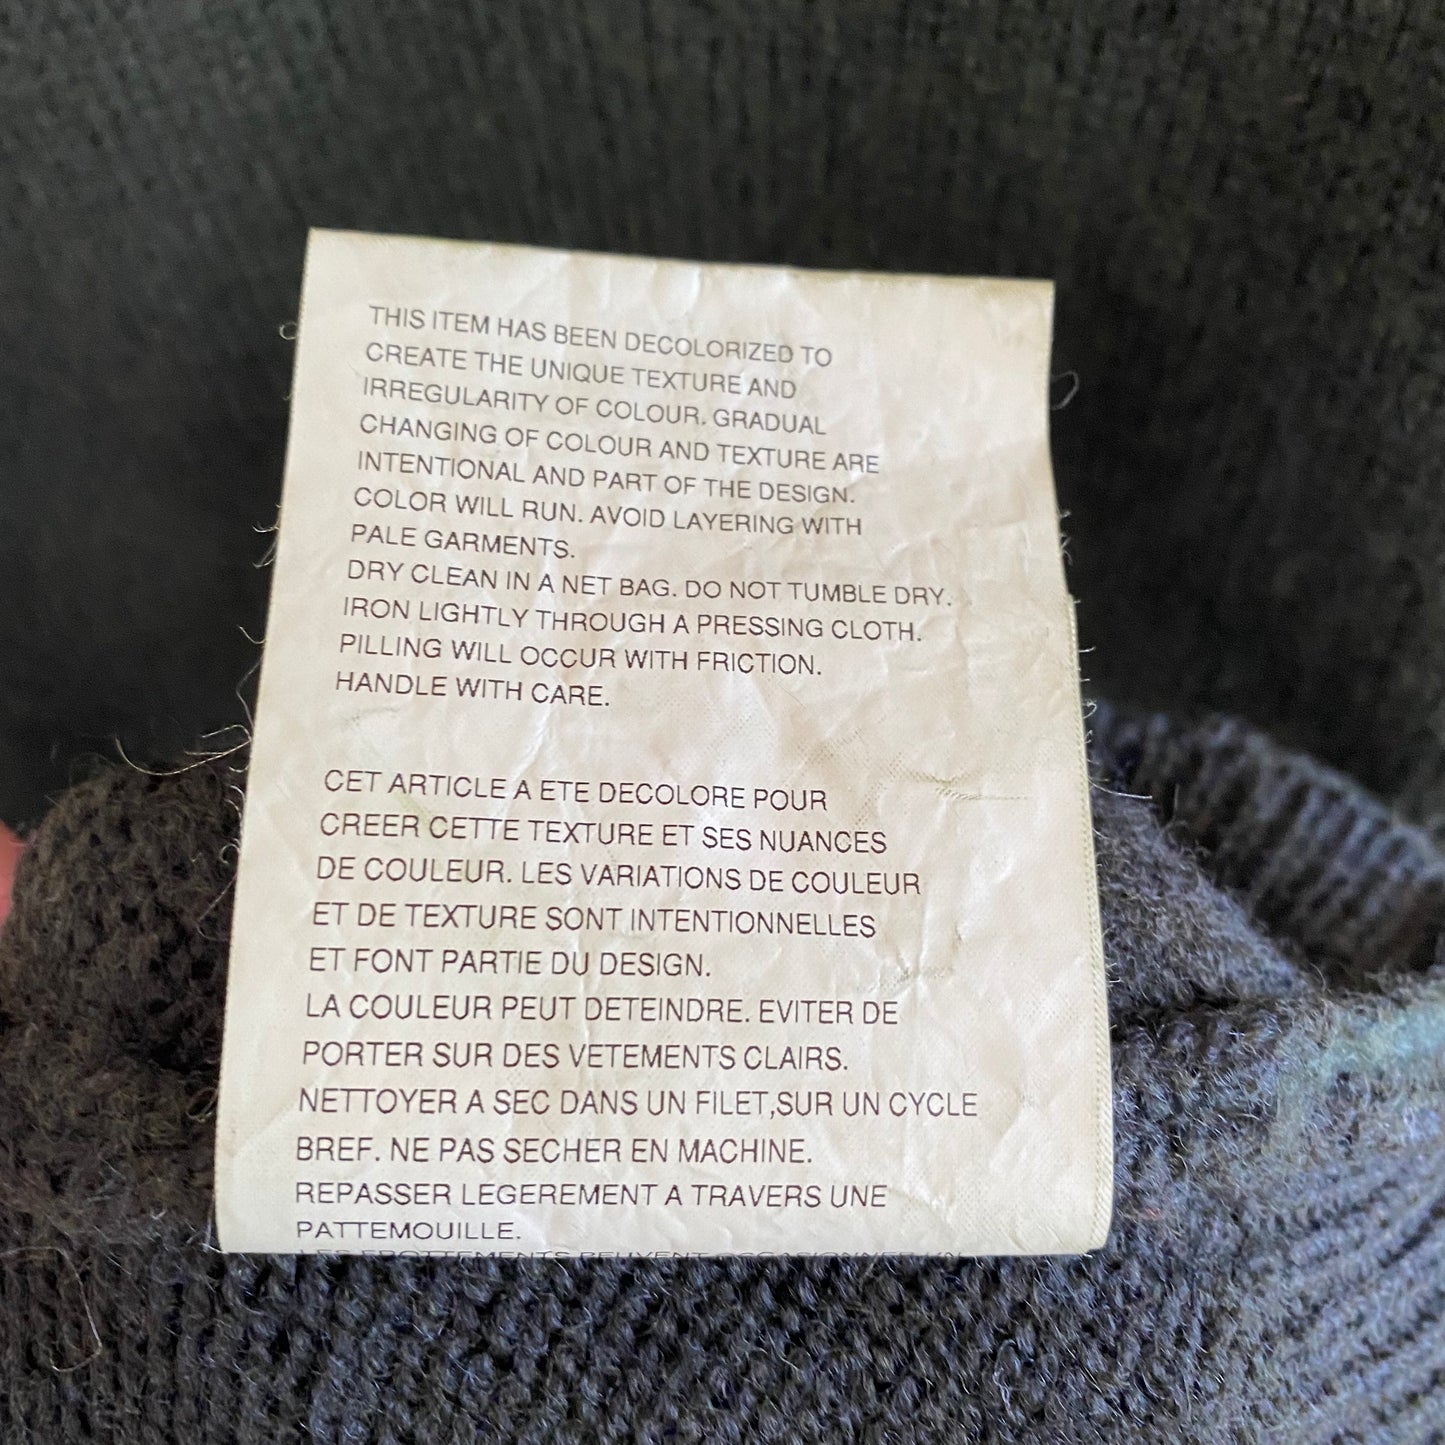 THIS ITEM HAS BEEN DECOLORIZED TO
CREATE THE UNIQUE TEXTURE AND
IRREGULARITY OF COLOUR. GRADUAL
CHANGING OF COLOUR AND TEXTURE ARE
INTENTIONAL AND PART OF THE DESIGN.
COLOR WILL RUN. AVOID LAYERING WITH
PALE GARMENTS.
DRY CLEAN IN A NET BAG. DO NOT TUMBLE DRY.
IRON LIGHTLY THROUGH A PRESSING CLOTH.
PILLING WILL OCCUR WITH FRICTION.
HANDLE WITH CARE.
CET ARTICLE A ETE DECOLORE POUR
CREER CETTE TEXTURE ET SES NUANCES
DE COULEUR. LES VARIATIONS DE COULEUR
ET DE TEXTURE SONT INTENTIONNELLES
ET FONT PARTIE DU DESIGN.
LA COULEUR PEUT DETEINDRE. EVITER DE
PORTER SUR DES VETEMENTS CLAIRS.
NETTOYER A SEC DANS UN FILET,SUR UN CYCLE
BREF. NE PAS SECHER EN MACHINE.
REPASSER LEGEREMENT A TRAVERS UNE
PATTEMOUILLE.
LES FROTTEMENTS PEUVENT